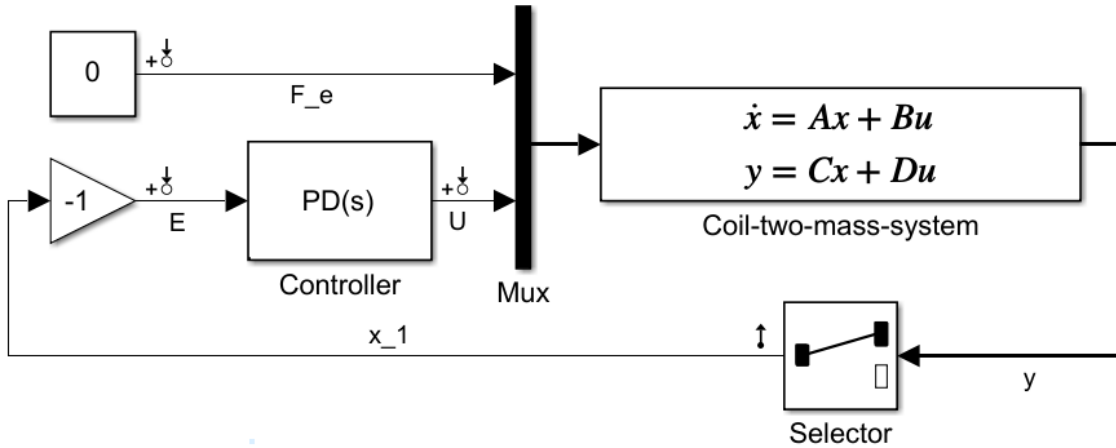 0
F_e
-1
E
PD(s)
Controller
U
Mux
ẋ = Ax + Bu
y = Cx + Du
Coil-two-mass-system
x_1
Selector
y